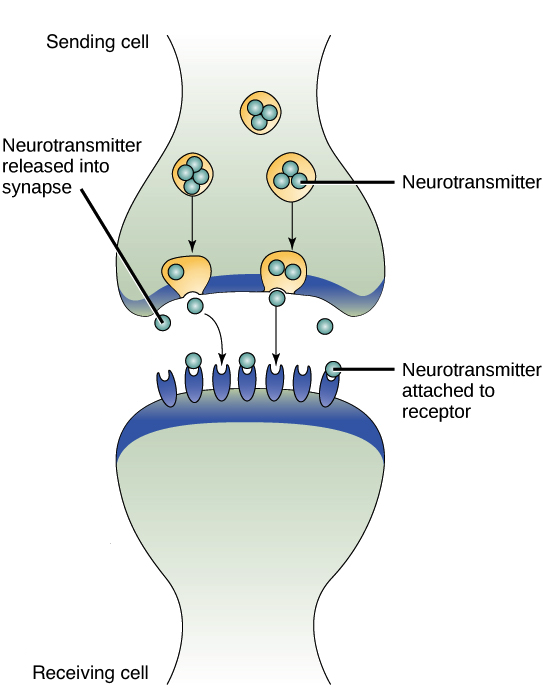 Sending cell
Neurotransmitter
released into
synapse
Neurotransmitter
Neurotransmitter
attached to
receptor
Receiving cell